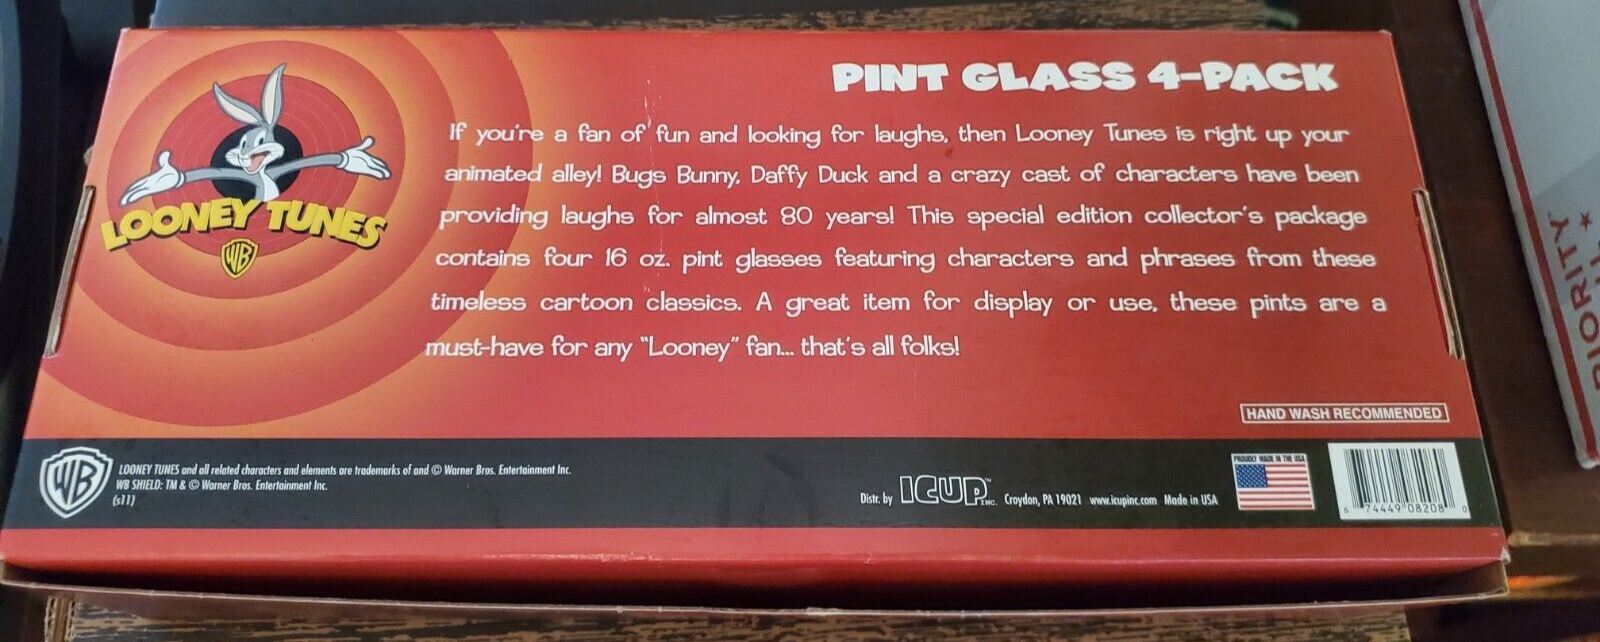 PINT GLASS 4-PACK
If you're a fan of fun and looking for laughs, then Looney Tunes is right up your
animated alley! Bugs Bunny, Daffy Duck and a crazy cast of characters have been
providing laughs for almost 80 years! This special edition collector's package
contains four 16 oz. pint glasses featuring characters and phrases from these
timeless cartoon classics. A great item for display or use, these pints are a
must-have for any "Looney" fan... that's all folks!
LOONEY TUNES
WB
HAND WASH RECOMMENDED
WB
LOONEY TUNES and all related characters and elements are trademarks of and © Warner Bros. Entertainment Inc.
WB SHIELD: TM & © Warner Bros. Entertainment Inc.
(s11)
Distr. by ICUP INC. Croydon, PA 19021 www.icupinc.com Made in USA
PROUDLY MADE IN THE USA
6 74449 08208 0
PRIORITY